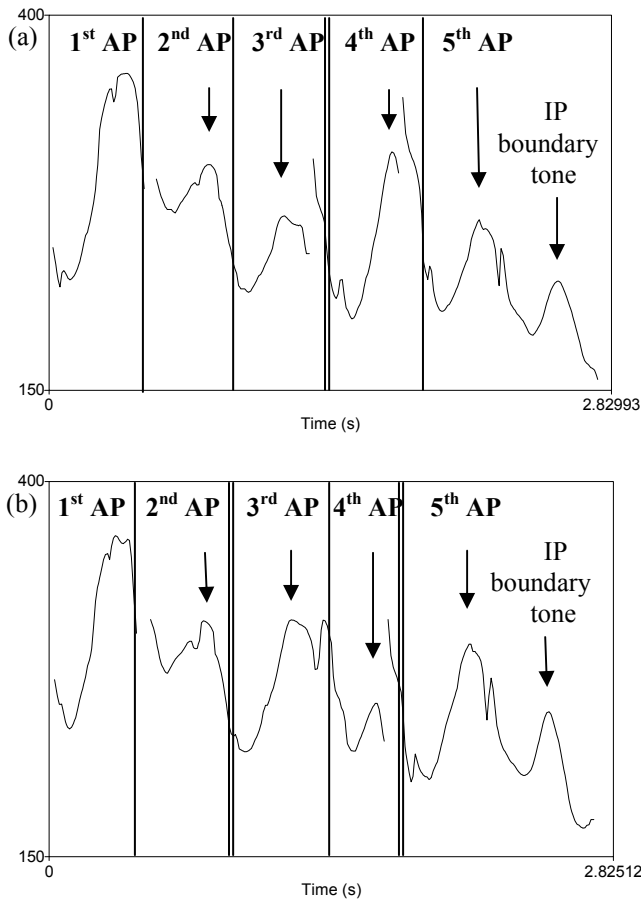 (a)
400
1st AP 2nd AP 3rd AP 4th AP 5th AP
IP
boundary
tone
150
0 2.82993
Time (s)
(b)
400
1st AP 2nd AP 3rd AP 4th AP 5th AP
IP
boundary
tone
150
0 2.82512
Time (s)